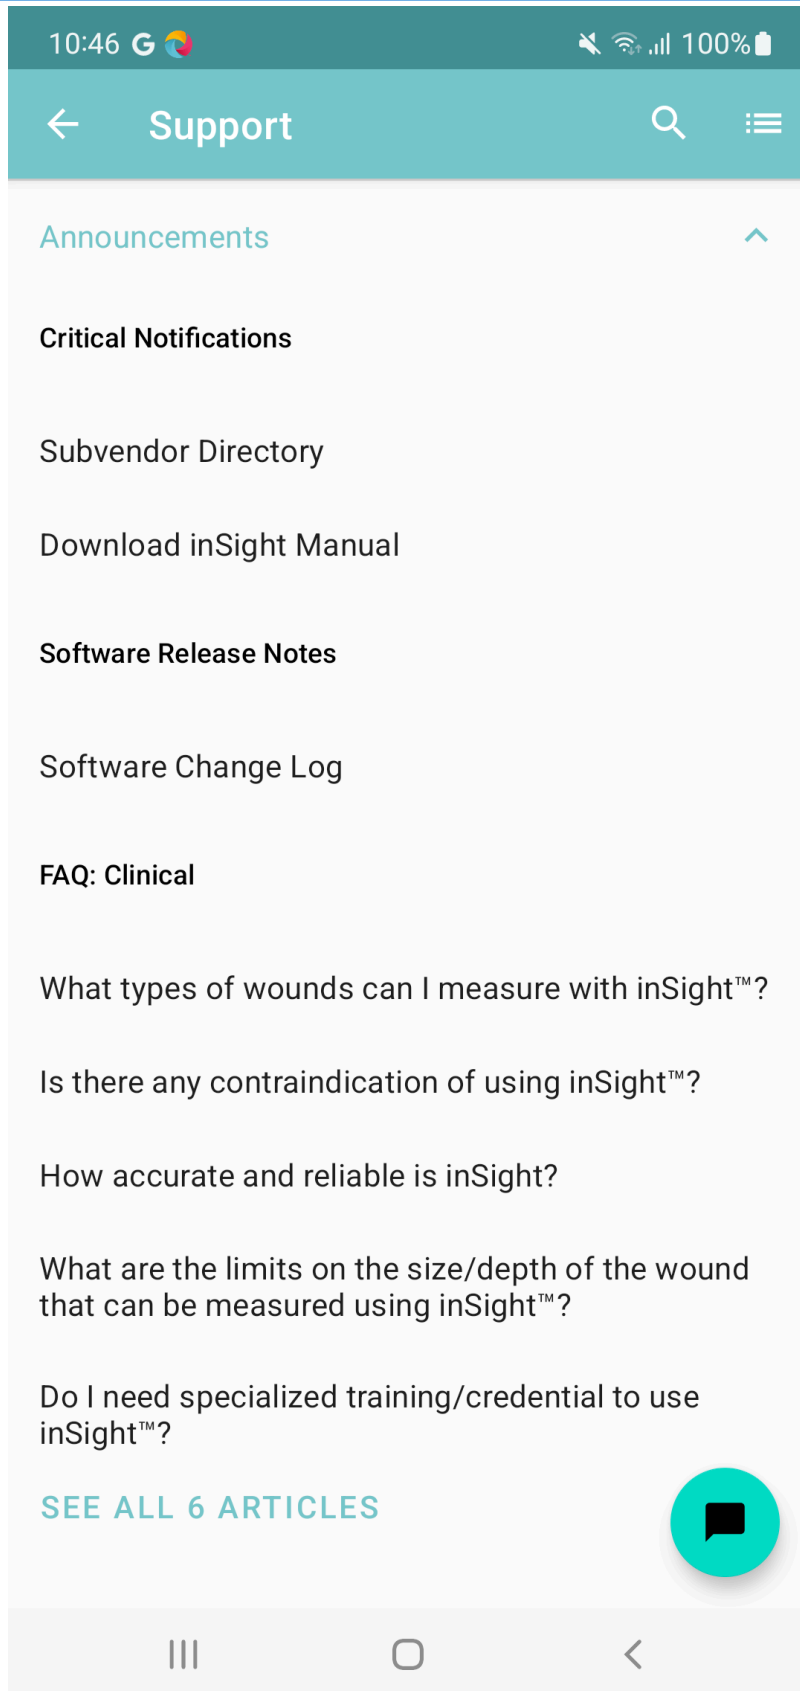 10:46 G 100%
Support
Announcements
Critical Notifications
Subvendor Directory
Download inSight Manual
Software Release Notes
Software Change Log
FAQ: Clinical
What types of wounds can I measure with inSight™?
Is there any contraindication of using inSight™?
How accurate and reliable is inSight?
What are the limits on the size/depth of the wound
that can be measured using inSight™?
Do I need specialized training/credential to use
inSight™?
SEE ALL 6 ARTICLES